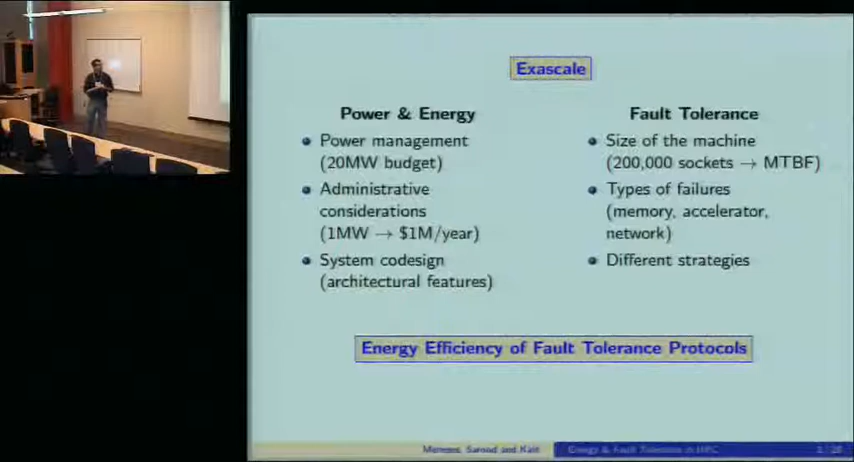 Exascale
Power & Energy
Power management
(20MW budget)
Administrative
considerations
(1MW → $1M/year)
System codesign
(architectural features)
Fault Tolerance
Size of the machine
(200,000 sockets → MTBF)
Types of failures
(memory, accelerator,
network)
Different strategies
Energy Efficiency of Fault Tolerance Protocols
Meneses, Sarood and Kalé
Energy & Fault Tolerance in HPC